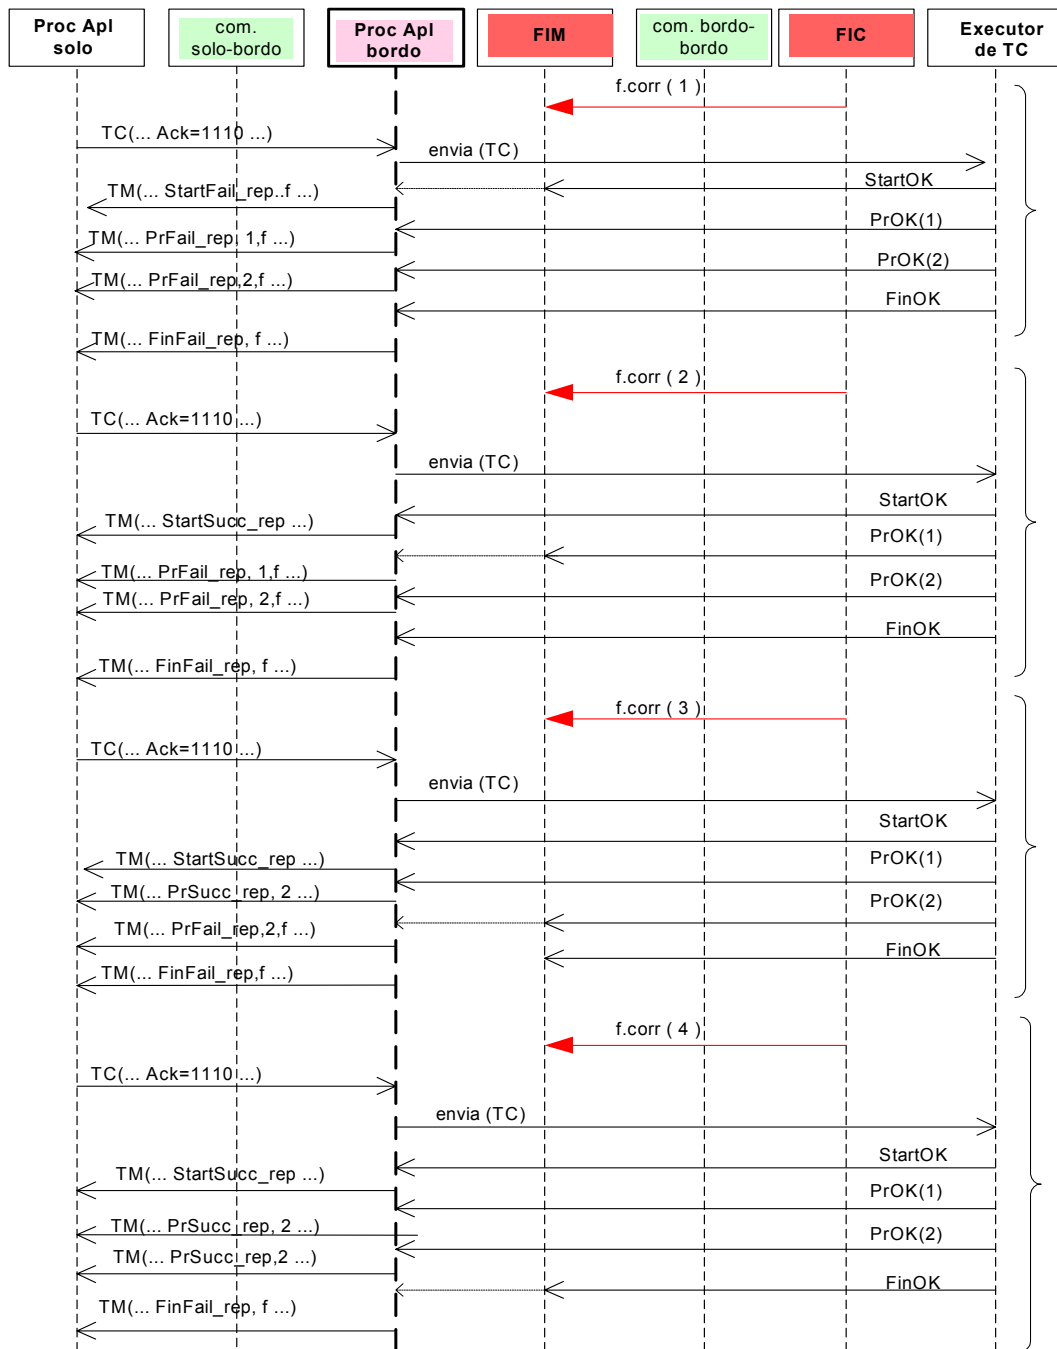 Proc Apl
solo
com.
solo-bordo
Proc Apl
bordo
FIM
com. bordo-
bordo
FIC
Executor
de TC
f.corr ( 1 )
TC(... Ack=1110 ...)
envia (TC)
StartOK
TM(... StartFail_rep..f ...)
PrOK(1)
TM(... PrFail_rep, 1,f ...)
PrOK(2)
TM(... PrFail_rep,2,f ...)
FinOK
TM(... FinFail_rep, f ...)
f.corr ( 2 )
TC(... Ack=1110 ...)
envia (TC)
StartOK
TM(... StartSucc_rep ...)
PrOK(1)
TM(... PrFail_rep, 1,f ...)
PrOK(2)
TM(... PrFail_rep, 2,f ...)
FinOK
TM(... FinFail_rep, f ...)
f.corr ( 3 )
TC(... Ack=1110 ...)
envia (TC)
StartOK
TM(... StartSucc_rep ...)
PrOK(1)
TM(... PrSucc_rep, 2 ...)
PrOK(2)
TM(... PrFail_rep,2,f ...)
FinOK
TM(... FinFail_rep,f ...)
f.corr ( 4 )
TC(... Ack=1110 ...)
envia (TC)
StartOK
TM(... StartSucc_rep ...)
PrOK(1)
TM(... PrSucc_rep, 2 ...)
PrOK(2)
TM(... PrSucc_rep,2 ...)
FinOK
TM(... FinFail_rep, f ...)